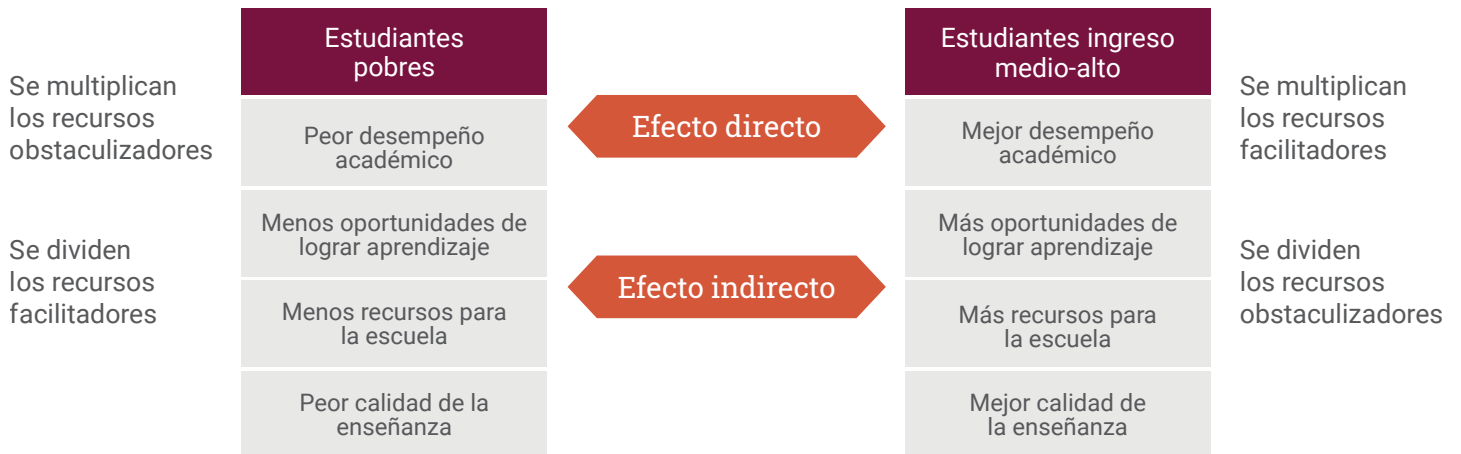 Se multiplican
los recursos
obstaculizadores
Se dividen
los recursos
facilitadores
Estudiantes
pobres
Peor desempeño
académico
Menos oportunidades de
lograr aprendizaje
Menos recursos para
la escuela
Peor calidad de la
enseñanza
Efecto directo
Efecto indirecto
Estudiantes ingreso
medio-alto
Mejor desempeño
académico
Más oportunidades de
lograr aprendizaje
Más recursos para
la escuela
Mejor calidad de
la enseñanza
Se multiplican
los recursos
facilitadores
Se dividen
los recursos
obstaculizadores